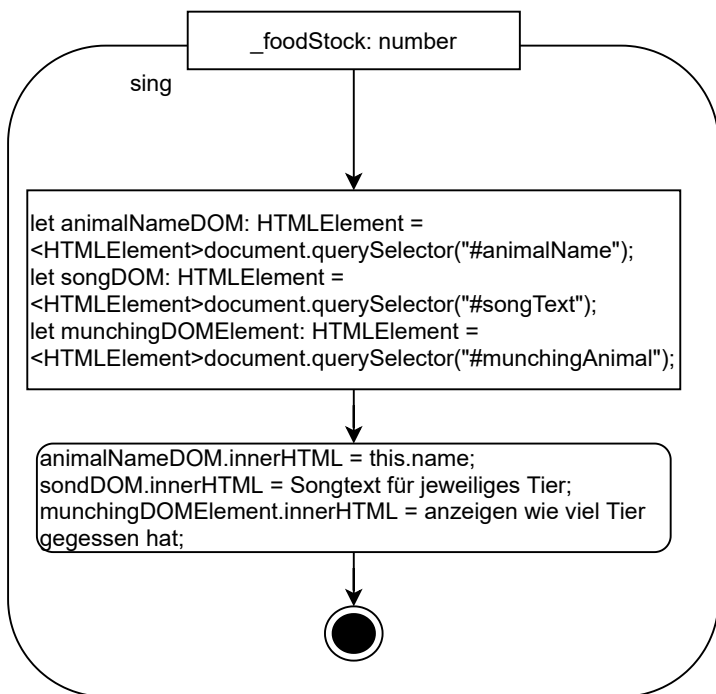 _foodStock: number
sing
let animalNameDOM: HTMLElement =
<HTMLElement>document.querySelector("#animalName");
let songDOM: HTMLElement =
<HTMLElement>document.querySelector("#songText");
let munchingDOMElement: HTMLElement =
<HTMLElement>document.querySelector("#munchingAnimal");
animalNameDOM.innerHTML = this.name;
sondDOM.innerHTML = Songtext für jeweiliges Tier;
munchingDOMElement.innerHTML = anzeigen wie viel Tier
gegessen hat;